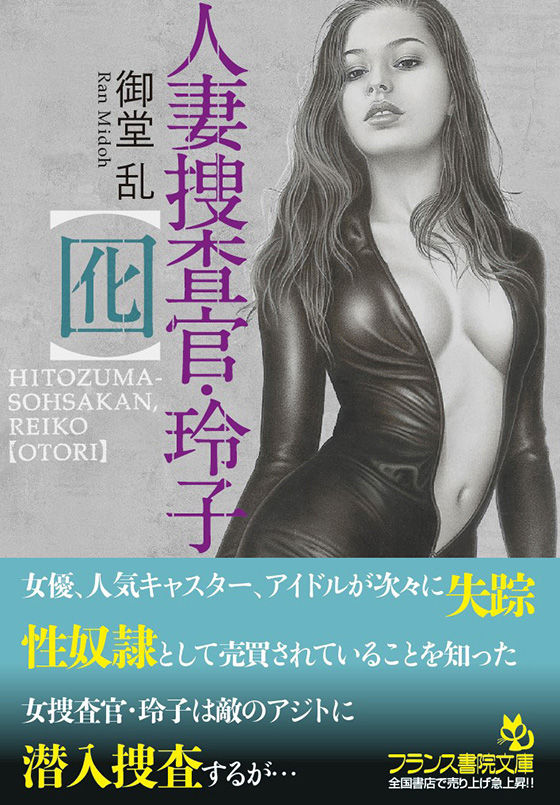 人妻捜査官・玲子
御堂 乱
Ran Midoh
【囮】
HITOZUMA-
SOHSAKAN,
REIKO
【OTORI】
女優、人気キャスター、アイドルが次々に失踪
性奴隷として売買されていることを知った
女捜査官・玲子は敵のアジトに
潜入捜査するが…
フランス書院文庫
全国書店で売り上げ急上昇!!